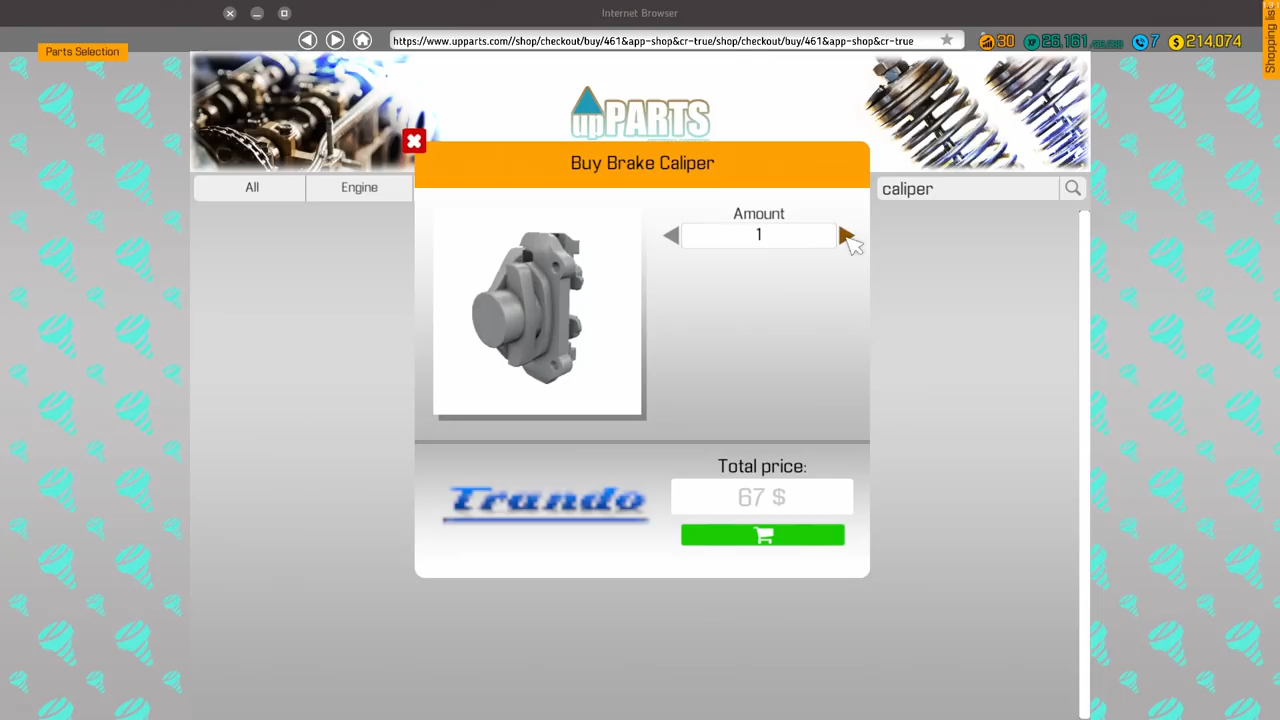 Internet Browser
https://www.upparts.com//shop/checkout/buy/461&app-shop&cr-true/shop/checkout/buy/461&app-shop&cr-true
30
XP
7
$ 214,074
Shopping list
Parts Selection
upPARTS
Buy Brake Caliper
All
Engine
caliper
Amount
1
Total price:
Trando
67 $